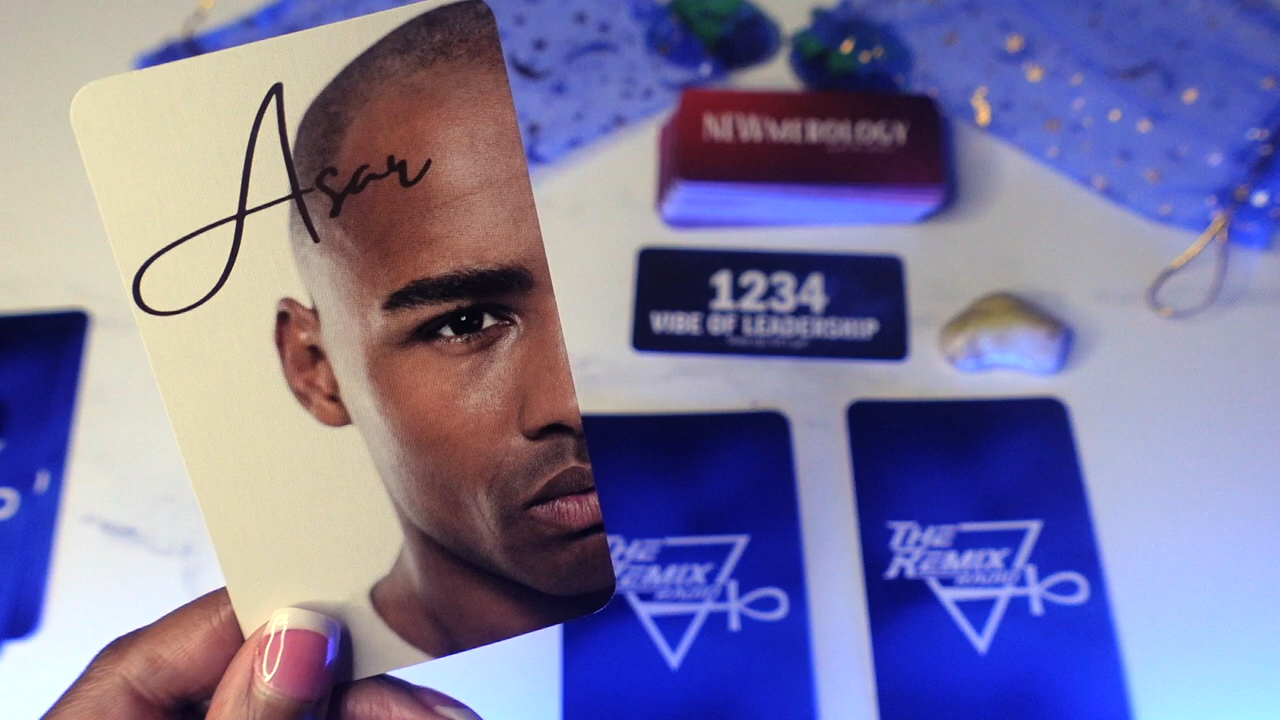 Asar
NEWMEROLOGY
1234
VIBE OF LEADERSHIP
THE
REMIX
THE
REMIX